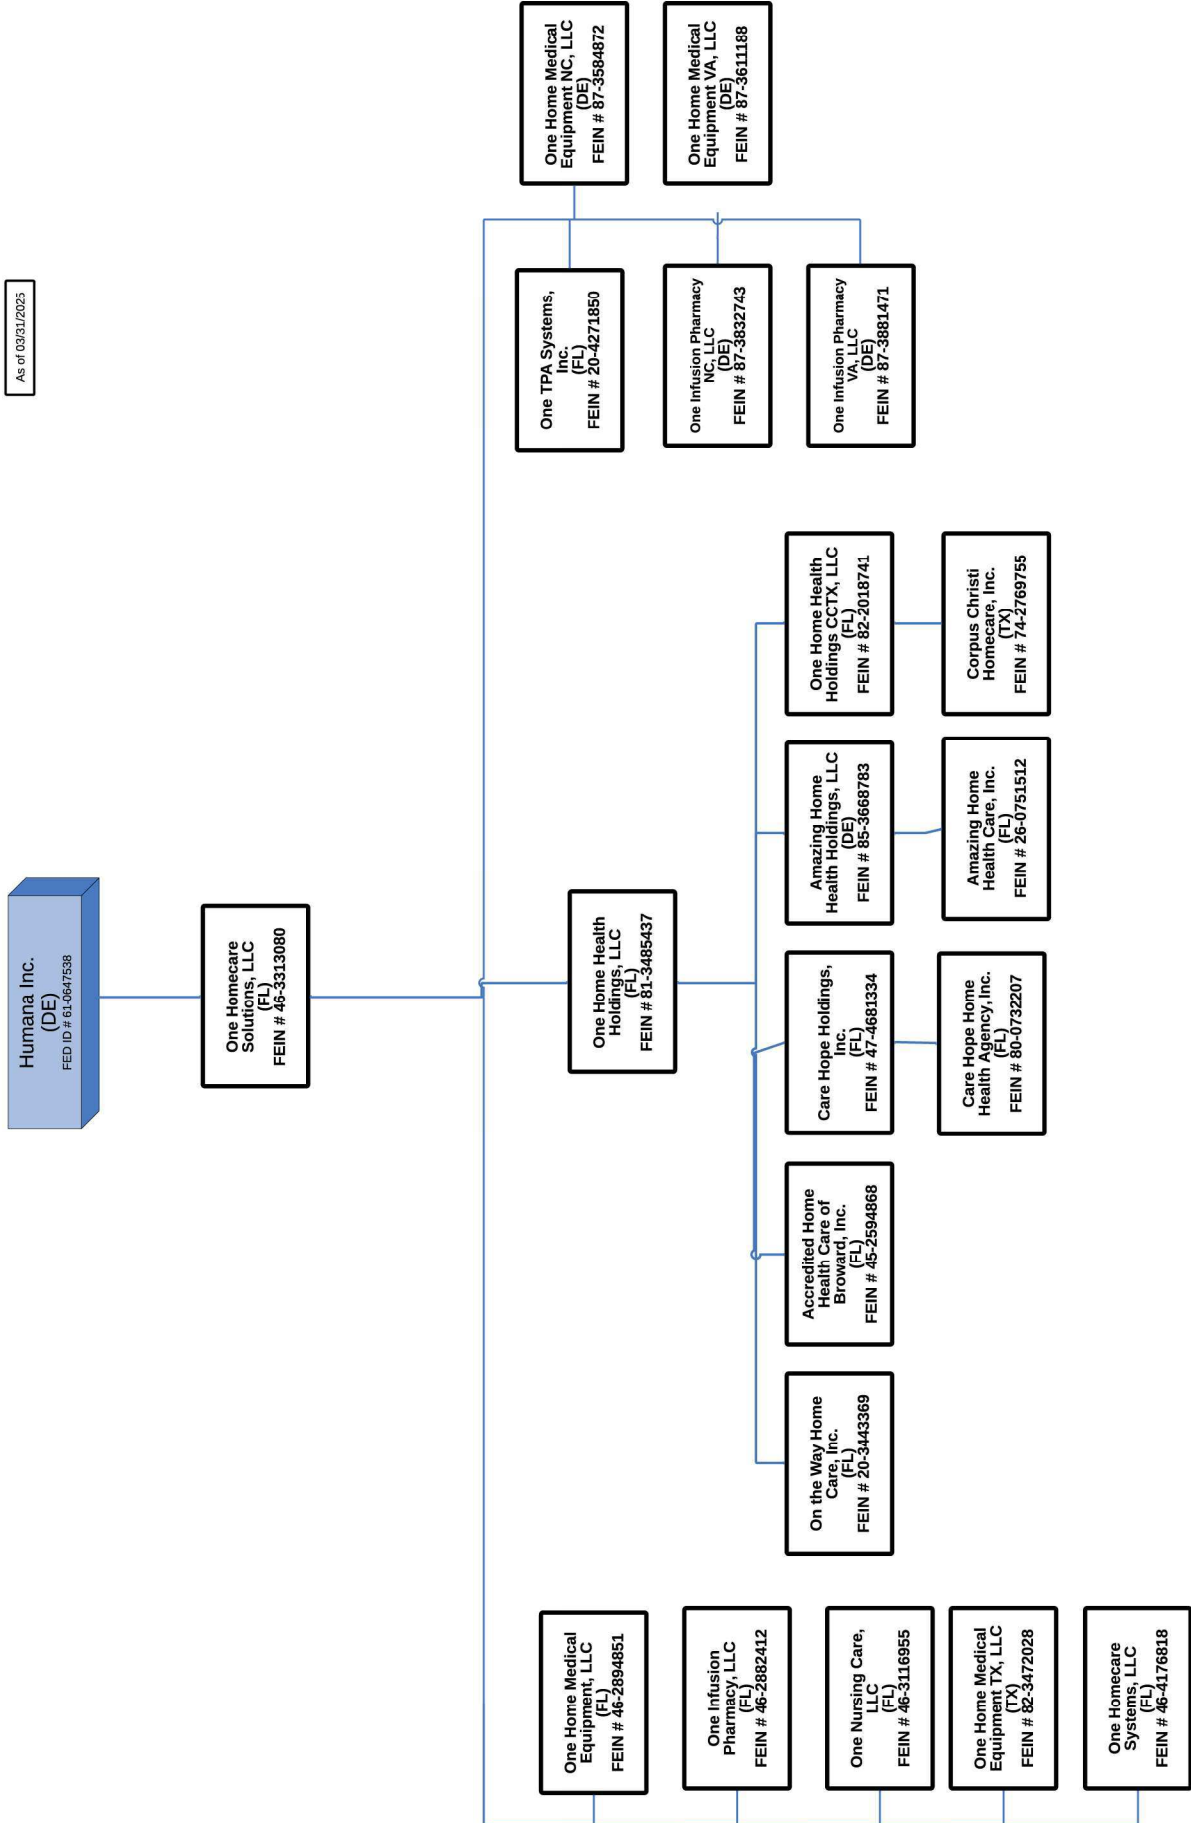 As of 03/31/2025
Humana Inc.
(DE)
FED ID # 61-0647538
One Homecare
Solutions, LLC
(FL)
FEIN # 46-3313080
One Home Medical
Equipment, LLC
(FL)
FEIN # 46-2894851
One Infusion
Pharmacy, LLC
(FL)
FEIN # 46-2882412
One Nursing Care,
LLC
(FL)
FEIN # 46-3116955
One Home Medical
Equipment TX, LLC
(TX)
FEIN # 82-3472028
One Homecare
Systems, LLC
(FL)
FEIN # 46-4176818
One Home Health
Holdings, LLC
(FL)
FEIN # 81-3485437
On the Way Home
Care, Inc.
(FL)
FEIN # 20-3443369
Accredited Home
Health Care of
Broward, Inc.
(FL)
FEIN # 45-2594868
Care Hope Holdings,
Inc.
(FL)
FEIN # 47-4681334
Amazing Home
Health Holdings, LLC
(DE)
FEIN # 85-3668783
One Home Health
Holdings CCTX, LLC
(FL)
FEIN # 82-2018741
Care Hope Home
Health Agency, Inc.
(FL)
FEIN # 80-0732207
Amazing Home
Health Care, Inc.
(FL)
FEIN # 26-0751512
Corpus Christi
Homecare, Inc.
(TX)
FEIN # 74-2769755
One TPA Systems,
Inc.
(FL)
FEIN # 20-4271850
One Infusion Pharmacy
NC, LLC
(DE)
FEIN # 87-3832743
One Infusion Pharmacy
VA, LLC
(DE)
FEIN # 87-3881471
One Home Medical
Equipment NC, LLC
(DE)
FEIN # 87-3584872
One Home Medical
Equipment VA, LLC
(DE)
FEIN # 87-3611188